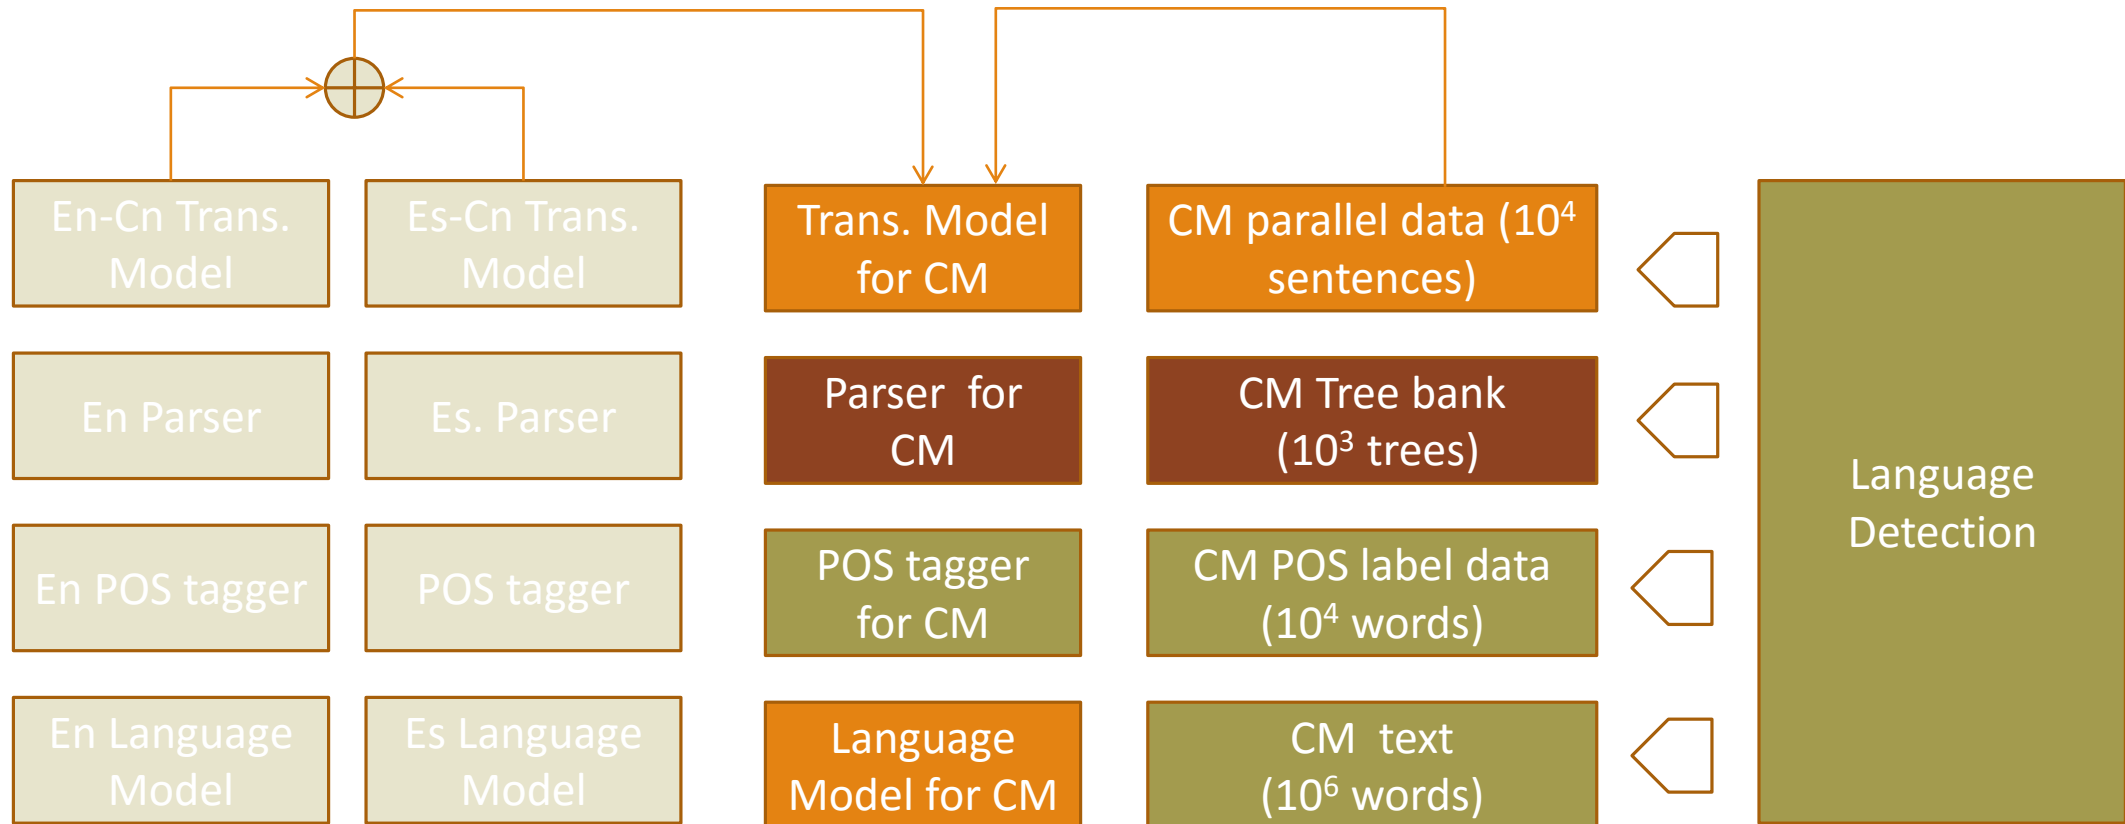 En-Cn Trans.
Model
Es-Cn Trans.
Model
Trans. Model
for CM
CM parallel data (10⁴
sentences)
En Parser
Es. Parser
Parser for
CM
CM Tree bank
(10³ trees)
Language
Detection
En POS tagger
POS tagger
POS tagger
for CM
CM POS label data
(10⁴ words)
En Language
Model
Es Language
Model
Language
Model for CM
CM text
(10⁶ words)